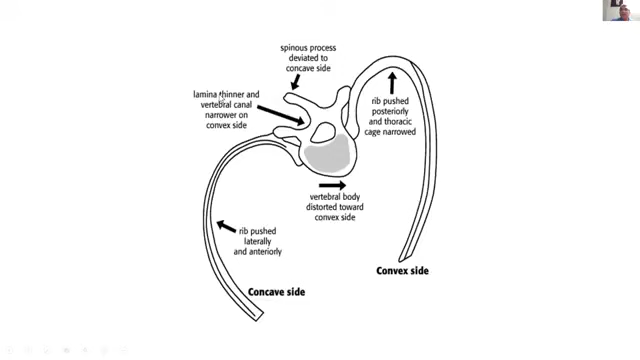 spinous process
deviated to
concave side
lamina thinner and
vertebral canal
narrower on
convex side
rib pushed
posteriorly and
thoracic
cage narrowed
vertebral body
distorted toward
convex side
rib pushed
laterally
and anteriorly
Convex side
Concave side